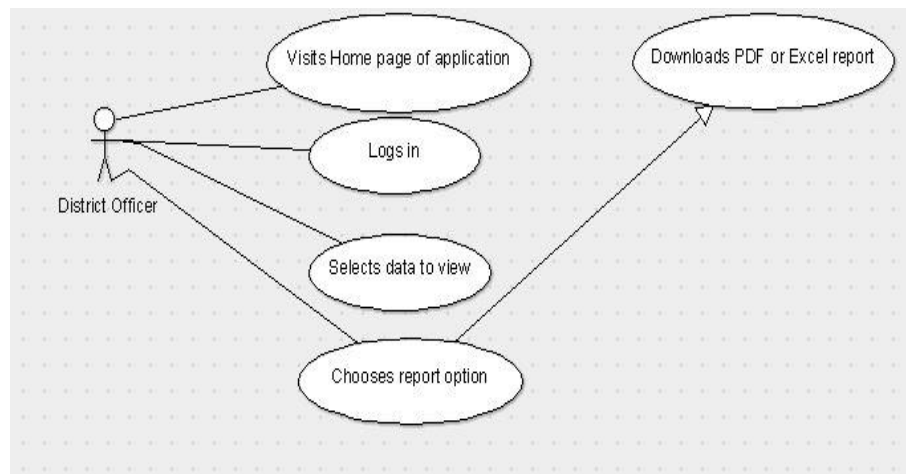 Visits Home page of application
Downloads PDF or Excel report
Logs in
District Officer
Selects data to view
Chooses report option